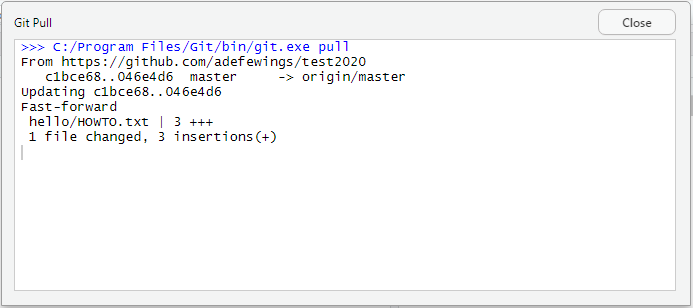 Git Pull
Close
>>> C:/Program Files/Git/bin/git.exe pull
From https://github.com/adefewings/test2020
   c1bce68..046e4d6  master     -> origin/master
Updating c1bce68..046e4d6
Fast-forward
 hello/HOWTO.txt | 3 +++
 1 file changed, 3 insertions(+)